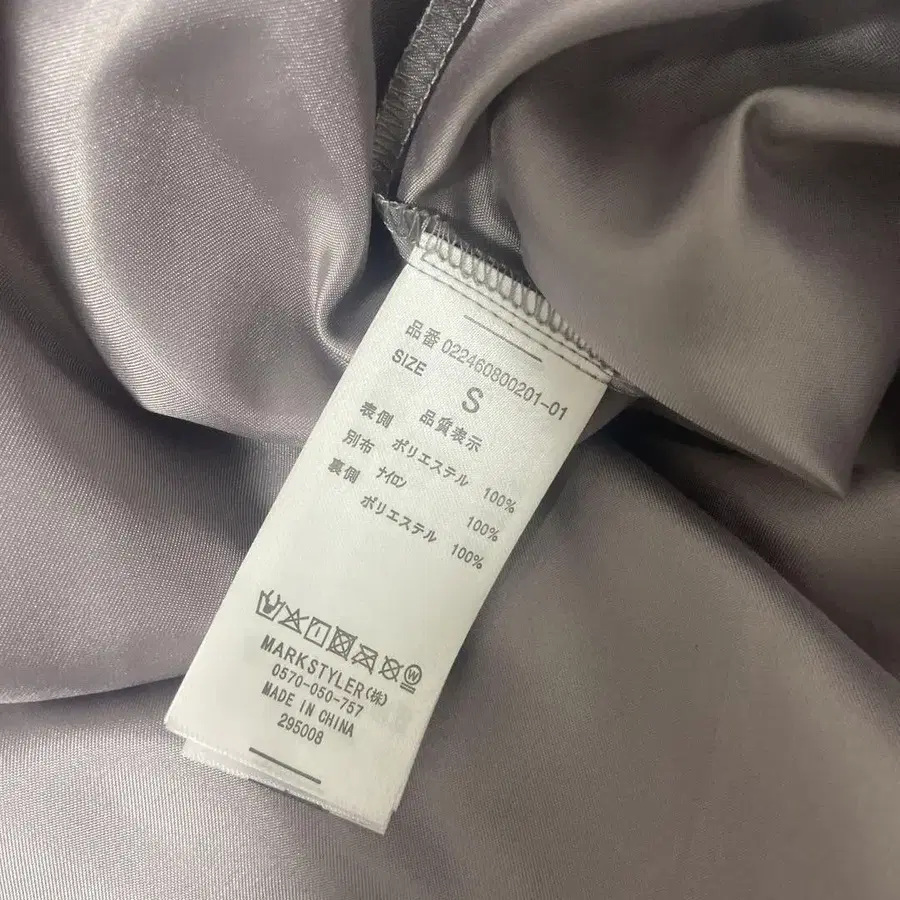 品番 022460800201-01
SIZE S
品質表示
表側 ポリエステル 100%
別布 ナイロン 100%
裏側 ポリエステル 100%
W
MARKSTYLER(株)
0570-050-757
MADE IN CHINA
295008